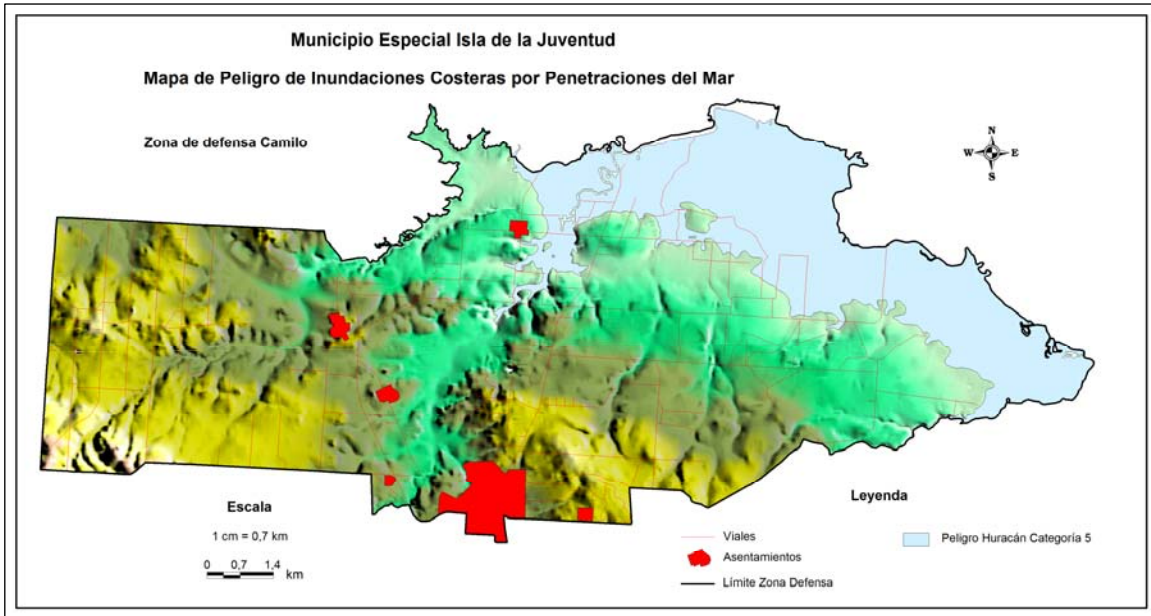 Municipio Especial Isla de la Juventud
Mapa de Peligro de Inundaciones Costeras por Penetraciones del Mar
Zona de defensa Camilo
N
W E
S
Escala
1 cm = 0,7 km
0 0,7 1,4
km
Leyenda
Viales
Asentamientos
Límite Zona Defensa
Peligro Huracán Categoría 5